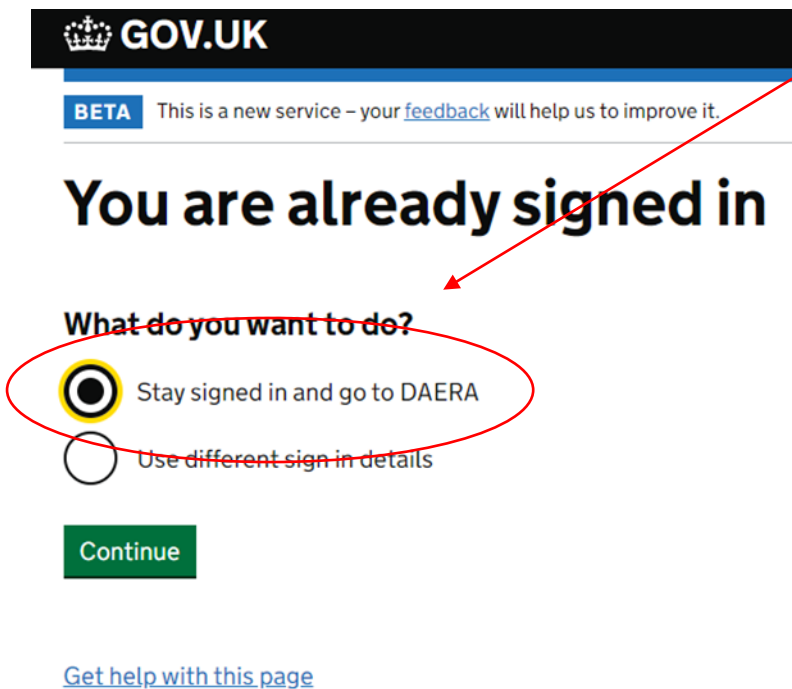 GOV.UK
BETA This is a new service – your feedback will help us to improve it.
You are already signed in
What do you want to do?
Stay signed in and go to DAERA
Use different sign in details
Continue
Get help with this page